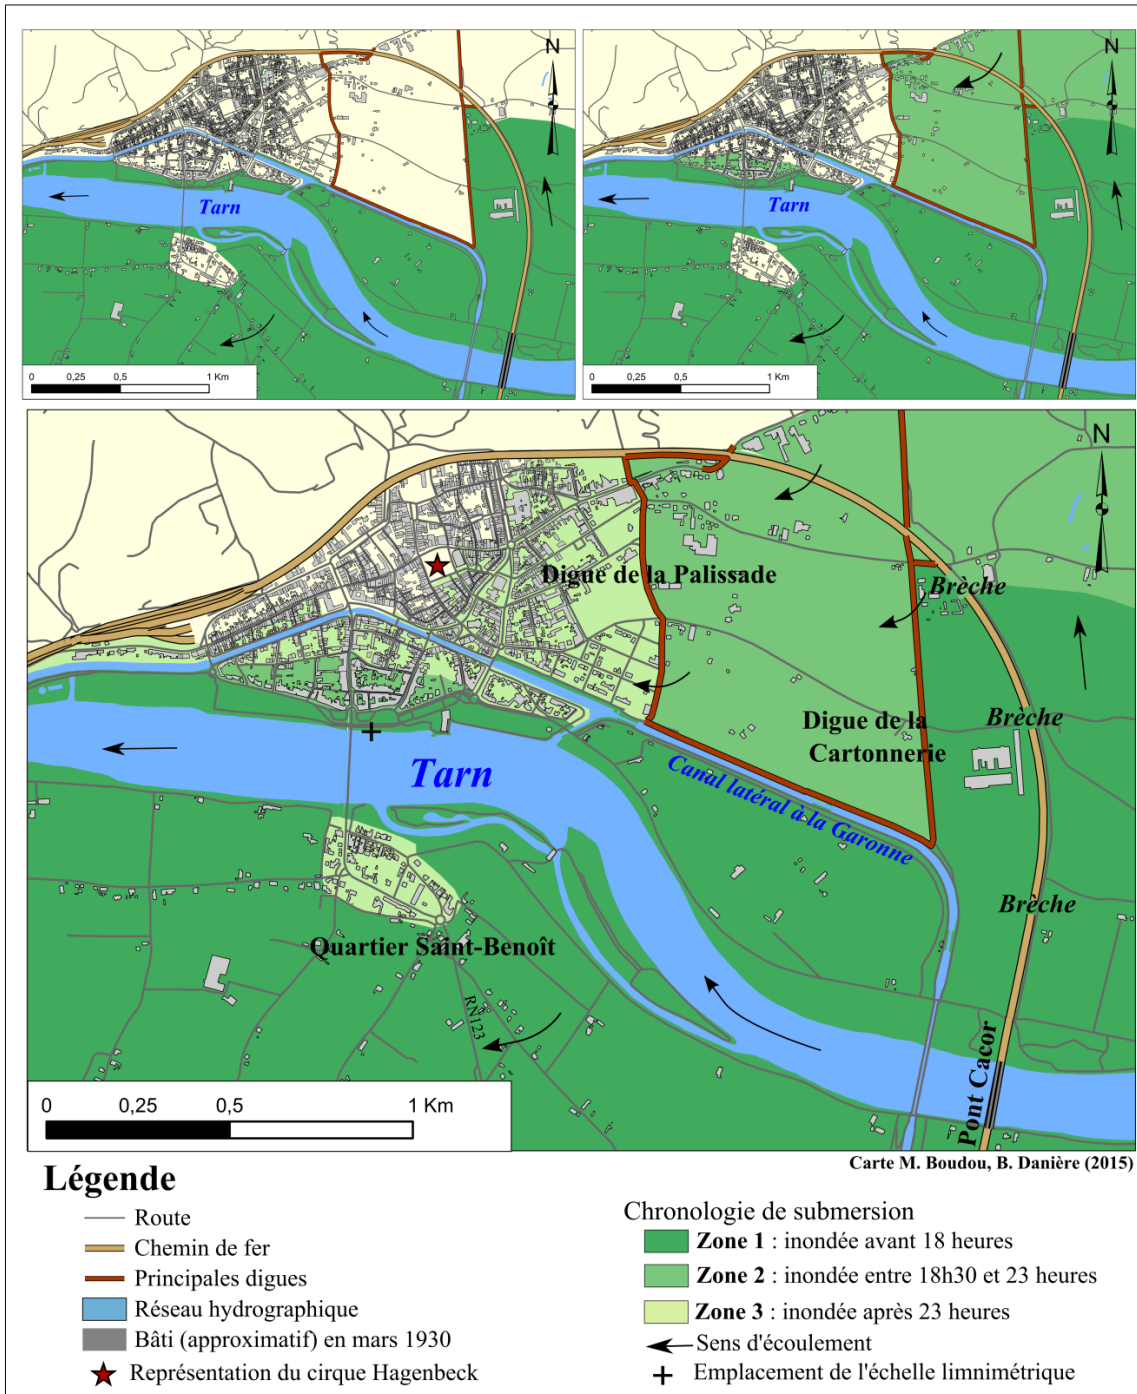 N
Tarn
0 0,25 0,5 1 Km
N
Tarn
0 0,25 0,5 1 Km
N
Digue de la Palissade
Brèche
Brèche
Digue de la
Cartonnerie
Tarn
Canal latéral à la Garonne
Brèche
Quartier Saint-Benoît
RN123
Pont Cacor
0 0,25 0,5 1 Km
Carte M. Boudou, B. Danière (2015)
Légende
Route
Chemin de fer
Principales digues
Réseau hydrographique
Bâti (approximatif) en mars 1930
Représentation du cirque Hagenbeck
Chronologie de submersion
Zone 1 : inondée avant 18 heures
Zone 2 : inondée entre 18h30 et 23 heures
Zone 3 : inondée après 23 heures
Sens d'écoulement
Emplacement de l'échelle limnimétrique